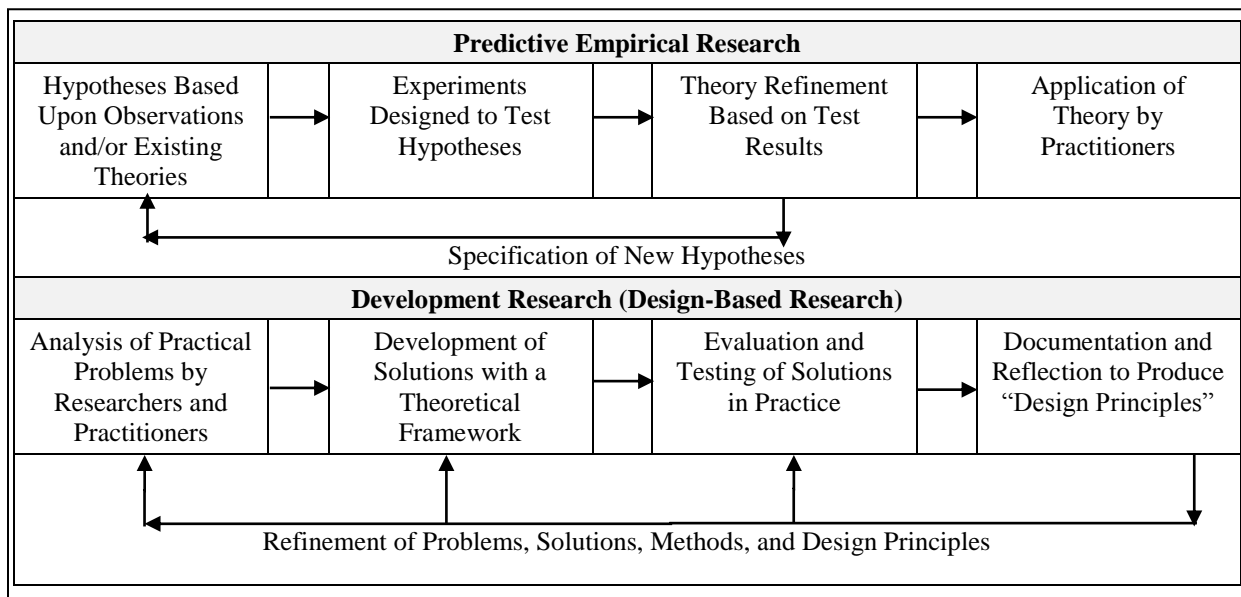 Predictive Empirical Research
Hypotheses Based
Upon Observations
and/or Existing
Theories
Experiments
Designed to Test
Hypotheses
Theory Refinement
Based on Test
Results
Application of
Theory by
Practitioners
Specification of New Hypotheses
Development Research (Design-Based Research)
Analysis of Practical
Problems by
Researchers and
Practitioners
Development of
Solutions with a
Theoretical
Framework
Evaluation and
Testing of Solutions
in Practice
Documentation and
Reflection to Produce
“Design Principles”
Refinement of Problems, Solutions, Methods, and Design Principles